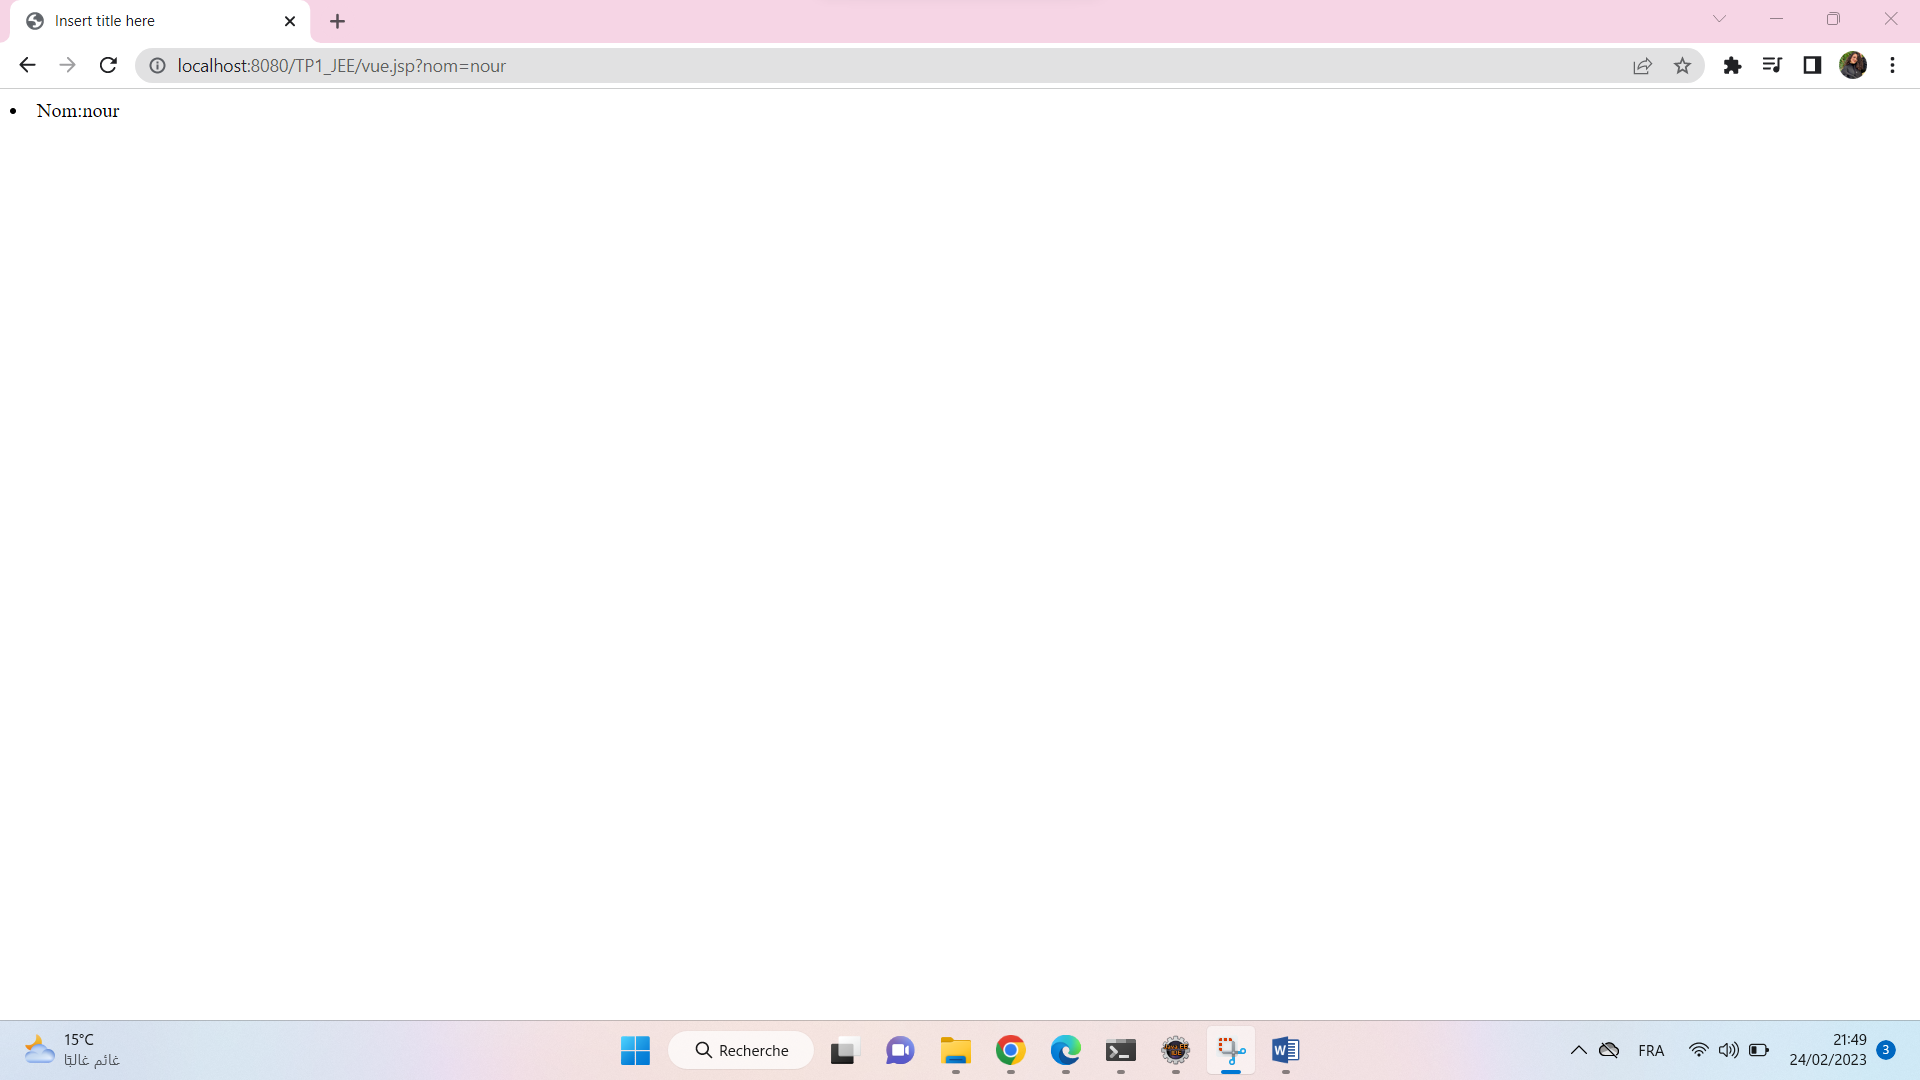 Insert title here
localhost:8080/TP1_JEE/vue.jsp?nom=nour
• Nom:nour
15°C
غائم غالبًا
Recherche
FRA
21:49
24/02/2023
3